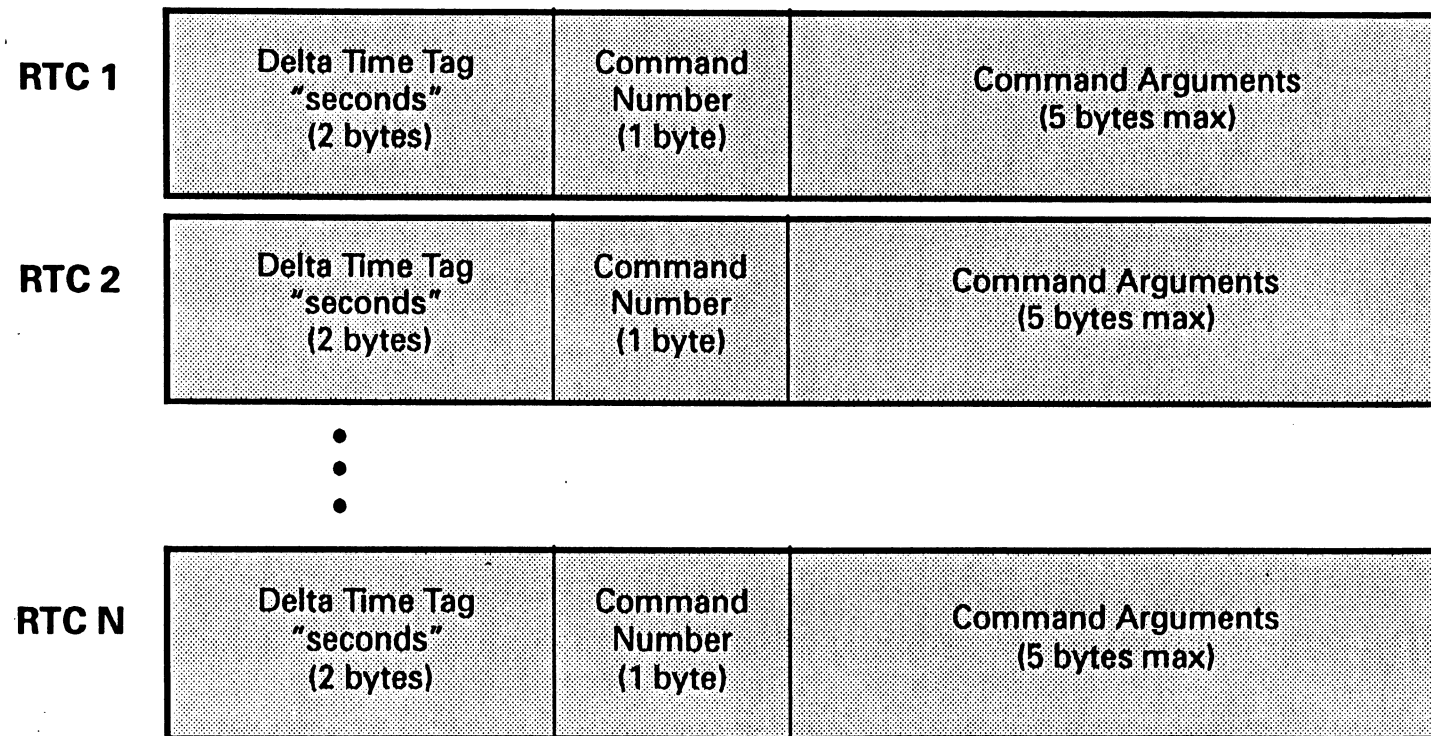 RTC 1
Delta Time Tag
"seconds"
(2 bytes)
Command
Number
(1 byte)
Command Arguments
(5 bytes max)
RTC 2
Delta Time Tag
"seconds"
(2 bytes)
Command
Number
(1 byte)
Command Arguments
(5 bytes max)
RTC N
Delta Time Tag
"seconds"
(2 bytes)
Command
Number
(1 byte)
Command Arguments
(5 bytes max)